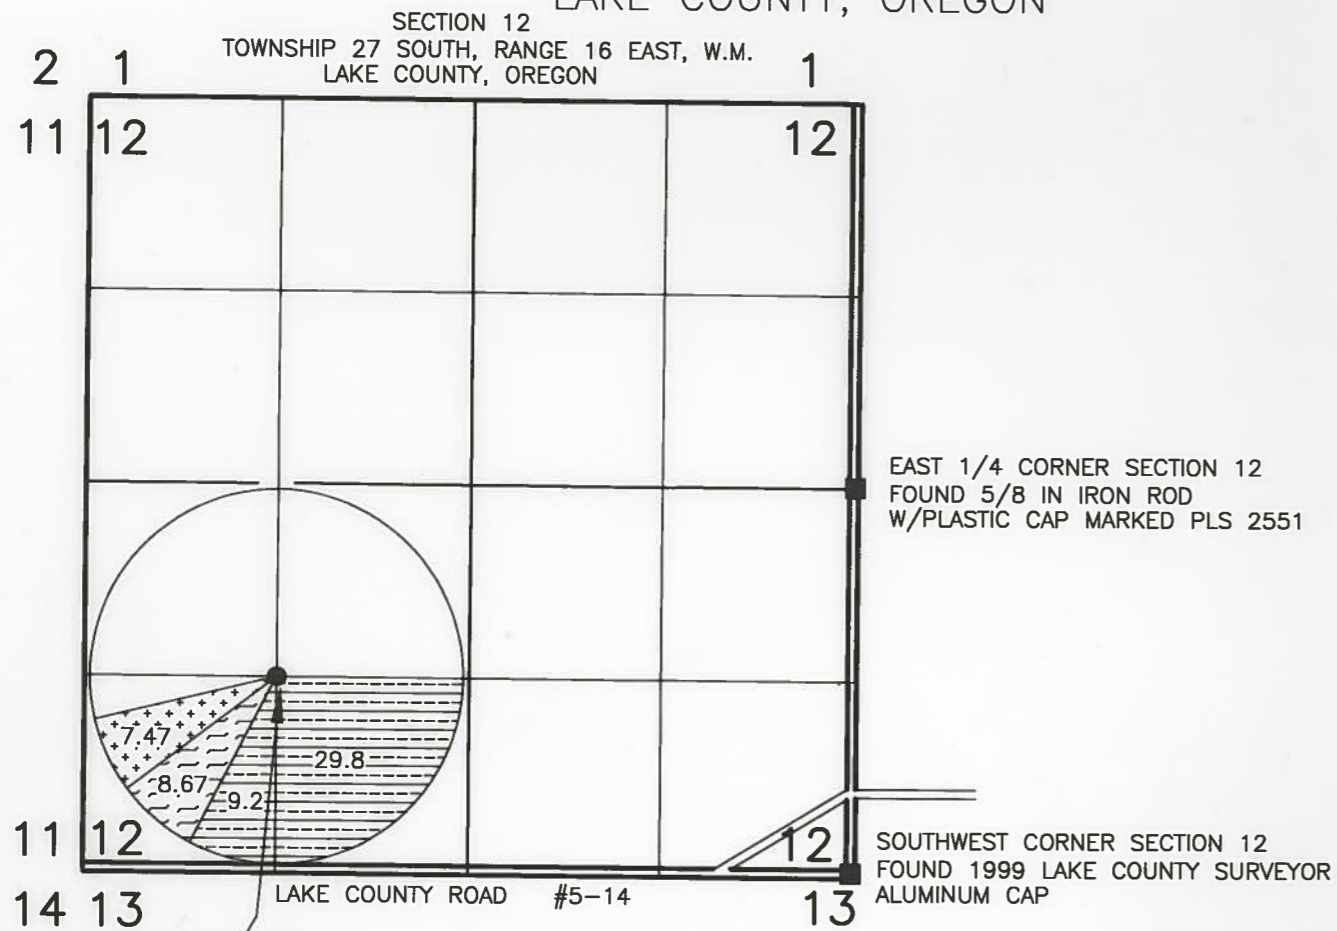 LAKE COUNTY, OREGON
SECTION 12
TOWNSHIP 27 SOUTH, RANGE 16 EAST, W.M.
LAKE COUNTY, OREGON
2 1 1
11 12 12
EAST 1/4 CORNER SECTION 12
FOUND 5/8 IN IRON ROD
W/PLASTIC CAP MARKED PLS 2551
7.47
8.67
9.2
29.8
11 12 12
SOUTHWEST CORNER SECTION 12
FOUND 1999 LAKE COUNTY SURVEYOR
ALUMINUM CAP
LAKE COUNTY ROAD #5-14
14 13 13